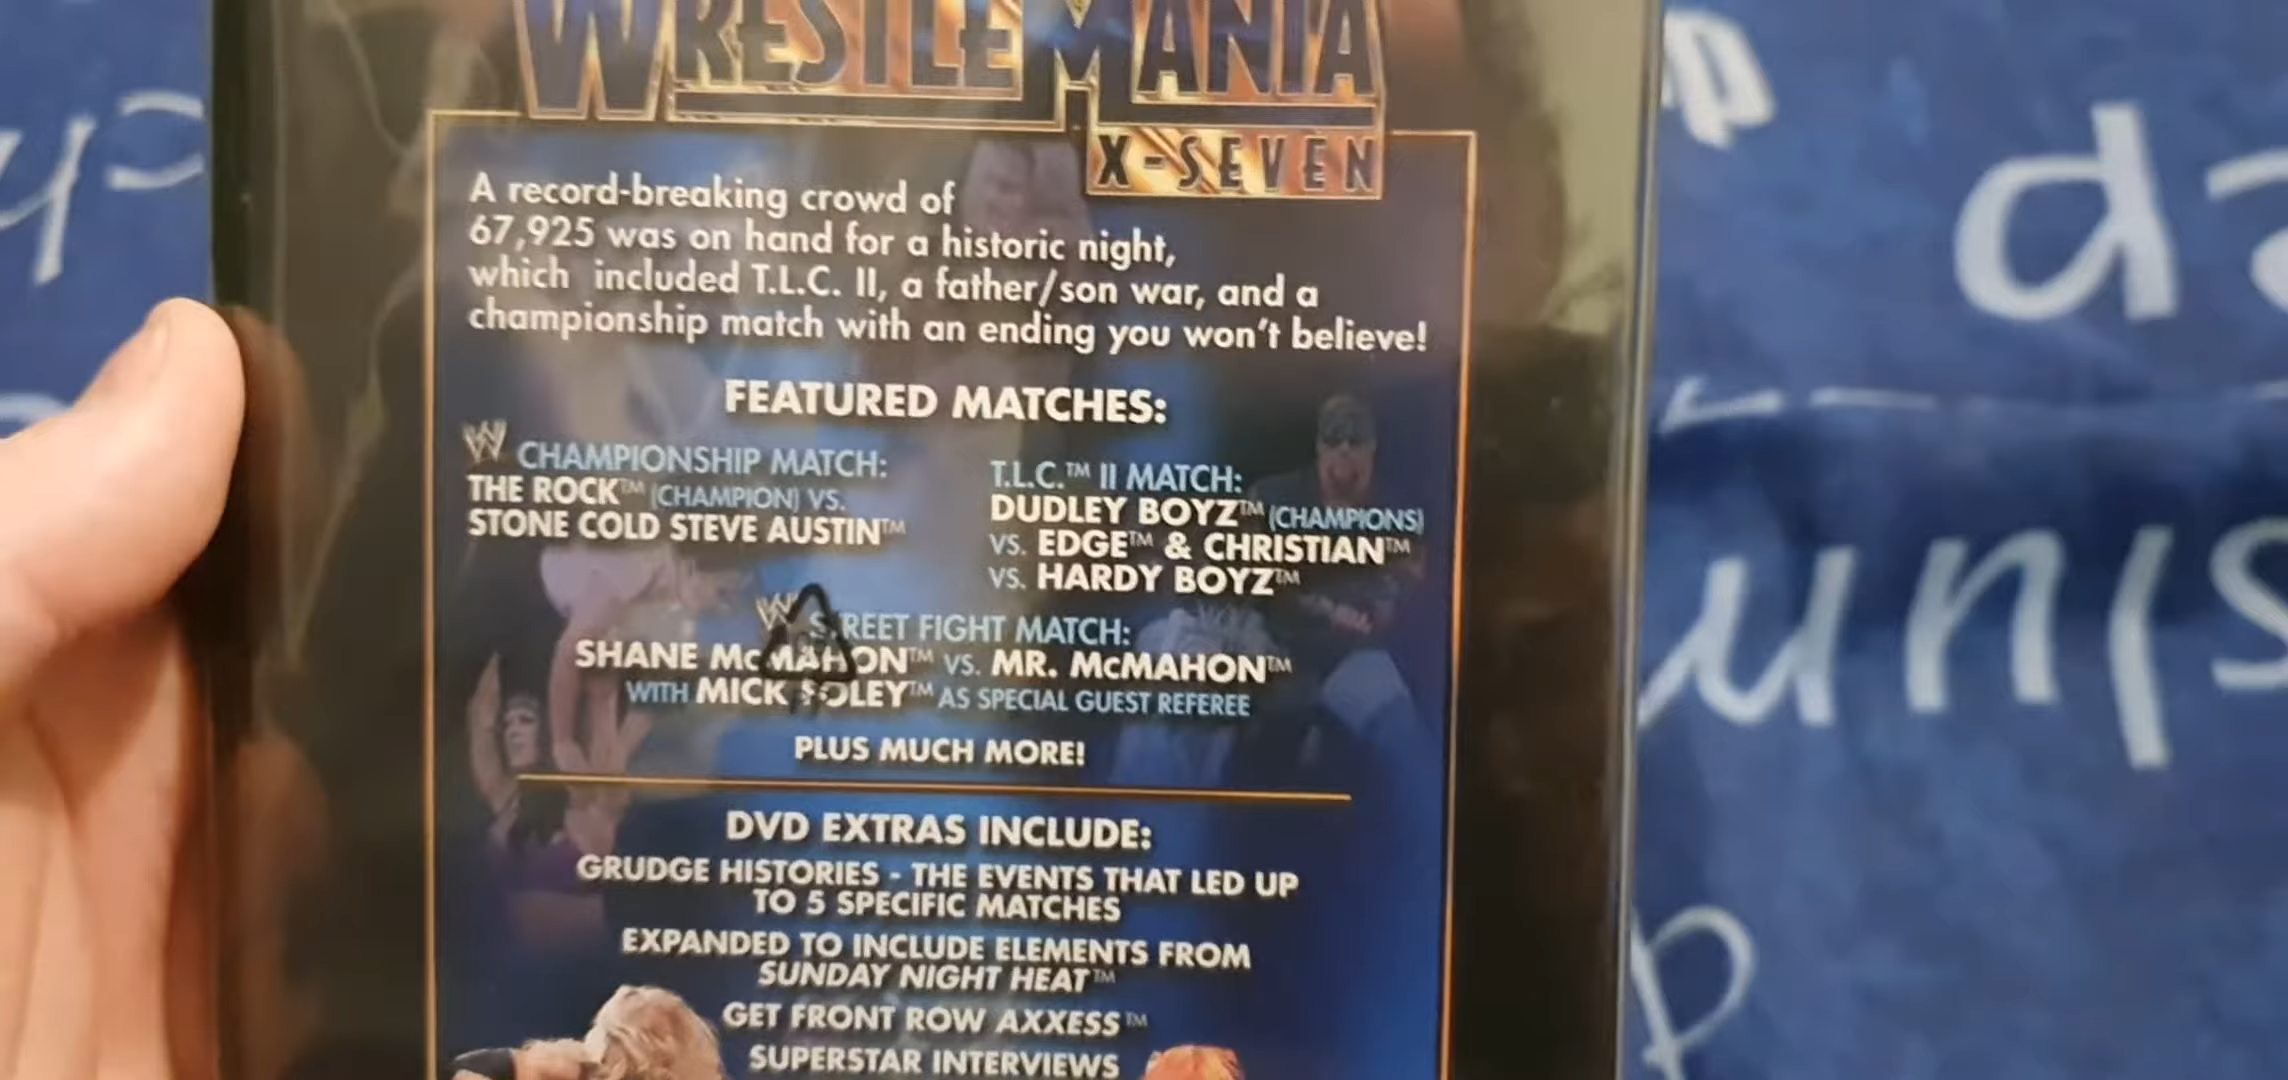 WRESTLEMANIA
X-SEVEN
A record-breaking crowd of
67,925 was on hand for a historic night,
which included T.L.C. II, a father/son war, and a
championship match with an ending you won't believe!
FEATURED MATCHES:
W CHAMPIONSHIP MATCH:
THE ROCK™ (CHAMPION) VS.
STONE COLD STEVE AUSTIN™
T.L.C.™ II MATCH:
DUDLEY BOYZ™ (CHAMPIONS)
VS. EDGE™ & CHRISTIAN™
VS. HARDY BOYZ™
W STREET FIGHT MATCH:
SHANE McMAHON™ VS. MR. McMAHON™
WITH MICK FOLEY™ AS SPECIAL GUEST REFEREE
PLUS MUCH MORE!
DVD EXTRAS INCLUDE:
GRUDGE HISTORIES - THE EVENTS THAT LED UP
TO 5 SPECIFIC MATCHES
EXPANDED TO INCLUDE ELEMENTS FROM
SUNDAY NIGHT HEAT™
GET FRONT ROW AXXESS™
SUPERSTAR INTERVIEWS